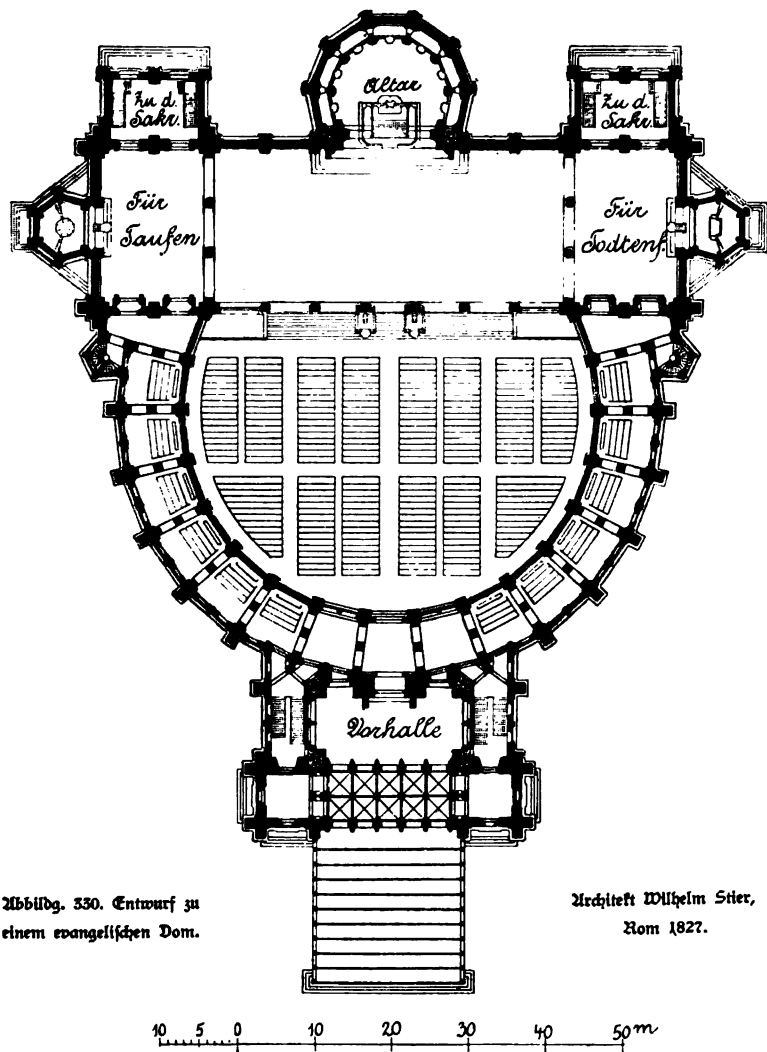 Altar
Zu d.
Sakr.
Zu d.
Sakr.
Für
Taufen
Für
Todtenf.
Vorhalle
Abbildg. 330. Entwurf zu
einem evangelischen Dom.
Architekt Wilhelm Stier,
Rom 1827.
10 5 0 10 20 30 40 50 m